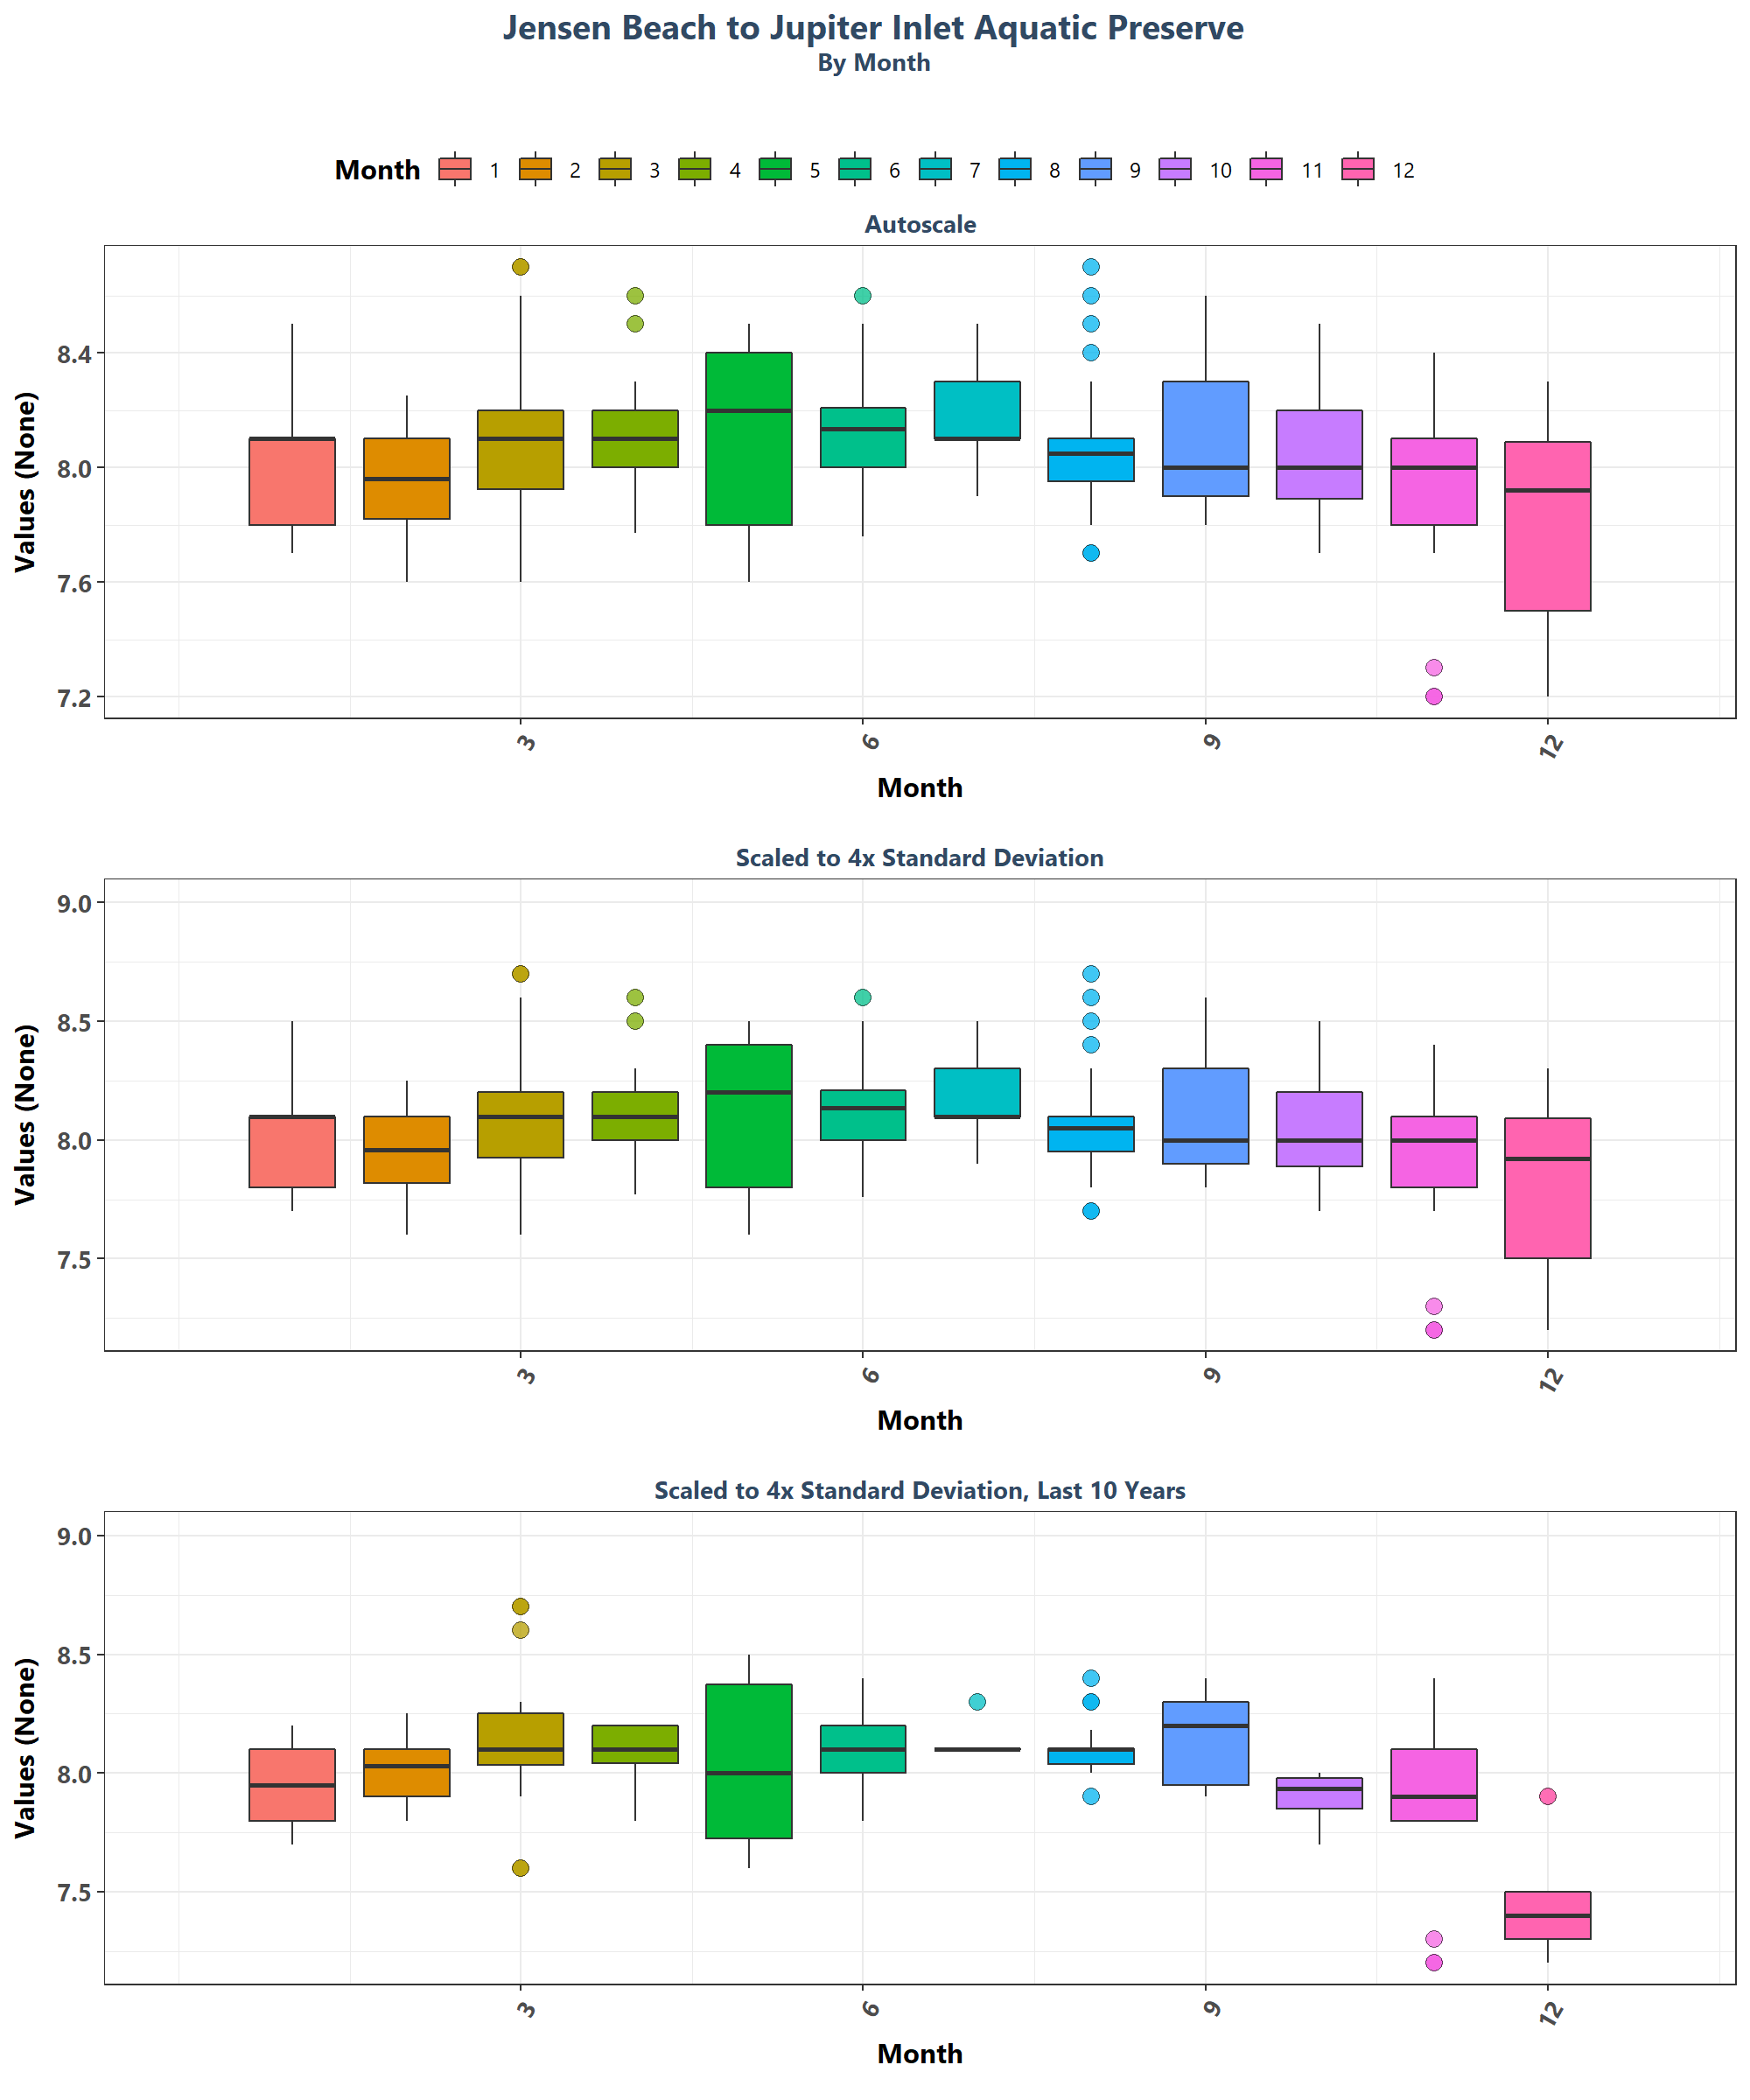 Jensen Beach to Jupiter Inlet Aquatic Preserve
By Month
Month 1 2 3 4 5 6 7 8 9 10 11 12
Autoscale
Values (None)
8.4
8.0
7.6
7.2
3 6 9 12
Month
Scaled to 4x Standard Deviation
Values (None)
9.0
8.5
8.0
7.5
3 6 9 12
Month
Scaled to 4x Standard Deviation, Last 10 Years
Values (None)
9.0
8.5
8.0
7.5
3 6 9 12
Month